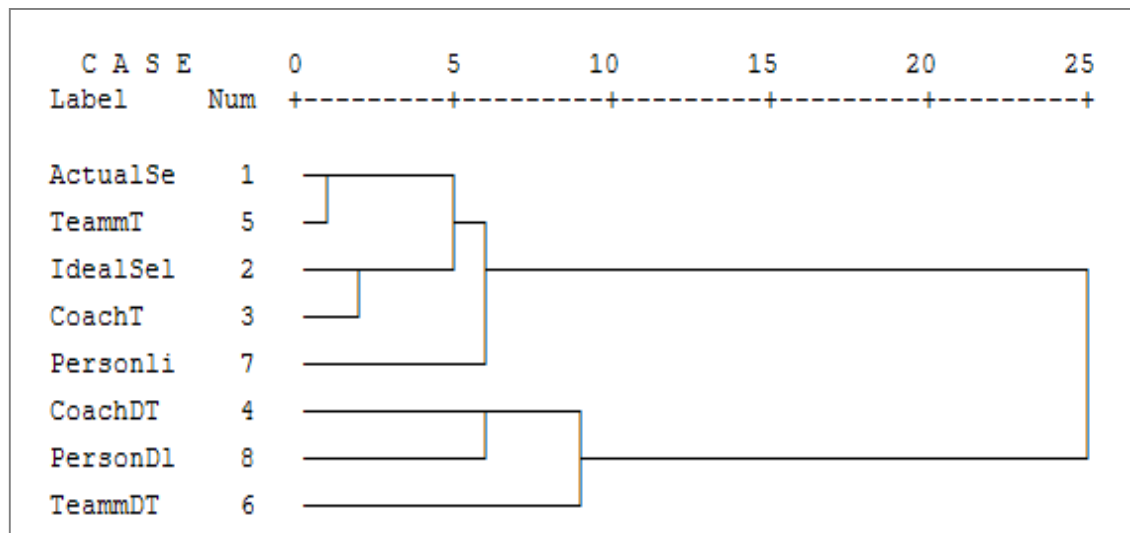 C A S E 0 5 10 15 20 25
Label Num +---------+---------+---------+---------+---------+
ActualSe 1
TeammT 5
IdealSel 2
CoachT 3
Personli 7
CoachDT 4
PersonDl 8
TeammDT 6